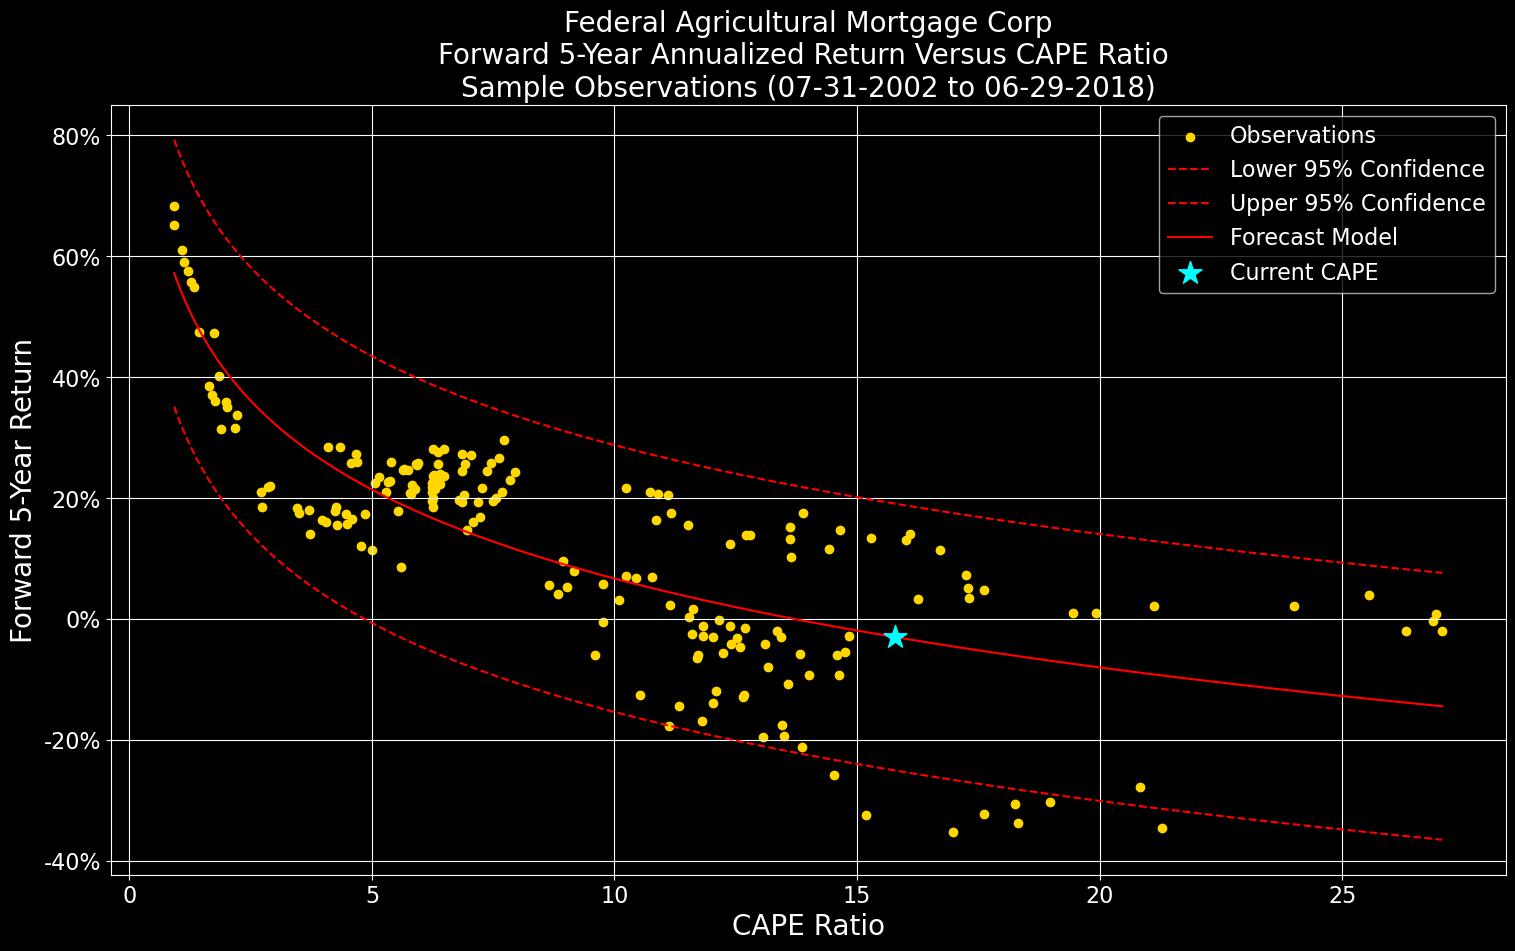 Federal Agricultural Mortgage Corp
Forward 5-Year Annualized Return Versus CAPE Ratio
Sample Observations (07-31-2002 to 06-29-2018)
Observations
Lower 95% Confidence
Upper 95% Confidence
Forecast Model
Current CAPE
Forward 5-Year Return
80%
60%
40%
20%
0%
-20%
-40%
0 5 10 15 20 25
CAPE Ratio